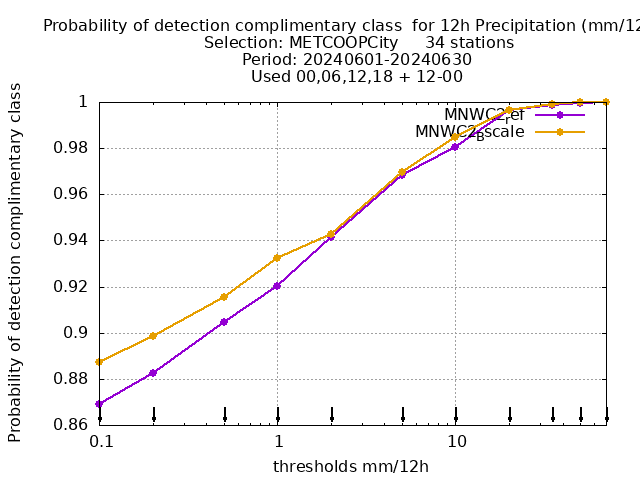 Probability of detection complimentary class  for 12h Precipitation (mm/12
Selection: METCOOPCity     34 stations
Period: 20240601-20240630
Used 00,06,12,18 + 12-00
Probability of detection complimentary class
1
0.98
0.96
0.94
0.92
0.9
0.88
0.86
MNWC2ref
MNWC2Bscale
0.1
1
10
thresholds mm/12h